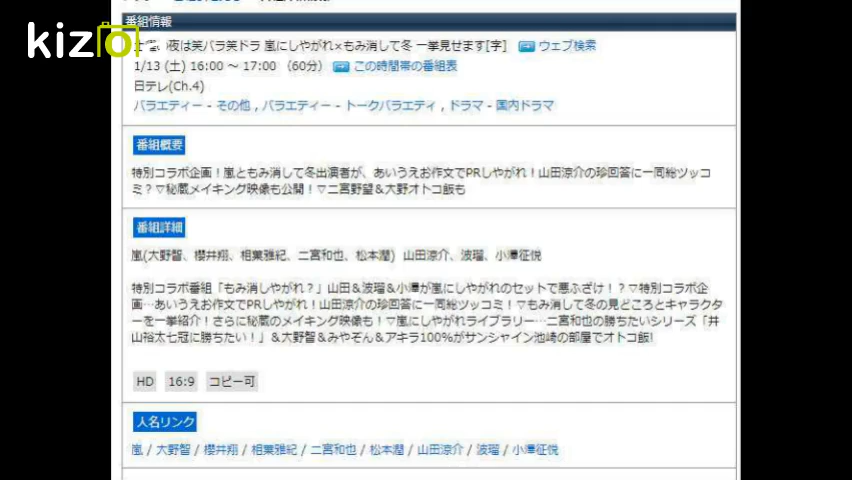 番組情報
kizoa
夜は笑バラ笑ドラ 嵐にしやがれ×もみ消して冬 一挙見せます[字] ウェブ検索
1/13 (土) 16:00 ～ 17:00 （60分） この時間帯の番組表
日テレ(Ch.4)
バラエティー - その他 , バラエティー - トークバラエティ , ドラマ - 国内ドラマ
番組概要
特別コラボ企画！嵐ともみ消して冬出演者が、あいうえお作文でPRしやがれ！山田涼介の珍回答に一同総ツッコ
ミ？▽秘蔵メイキング映像も公開！▽二宮野望＆大野オトコ飯も
番組詳細
嵐(大野智、櫻井翔、相葉雅紀、二宮和也、松本潤) 山田涼介、波瑠、小澤征悦
特別コラボ番組「もみ消しやがれ？」山田＆波瑠＆小澤が嵐にしやがれのセットで悪ふざけ！？▽特別コラボ企
画…あいうえお作文でPRしやがれ！山田涼介の珍回答に一同総ツッコミ！▽もみ消して冬の見どころとキャラクタ
ーを一挙紹介！さらに秘蔵のメイキング映像も！▽嵐にしやがれライブラリー…二宮和也の勝ちたいシリーズ「井
山裕太七冠に勝ちたい！」＆大野智＆みやぞん＆アキラ100%がサンシャイン池崎の部屋でオトコ飯!
HD 16:9 コピー可
人名リンク
嵐 / 大野智 / 櫻井翔 / 相葉雅紀 / 二宮和也 / 松本潤 / 山田涼介 / 波瑠 / 小澤征悦